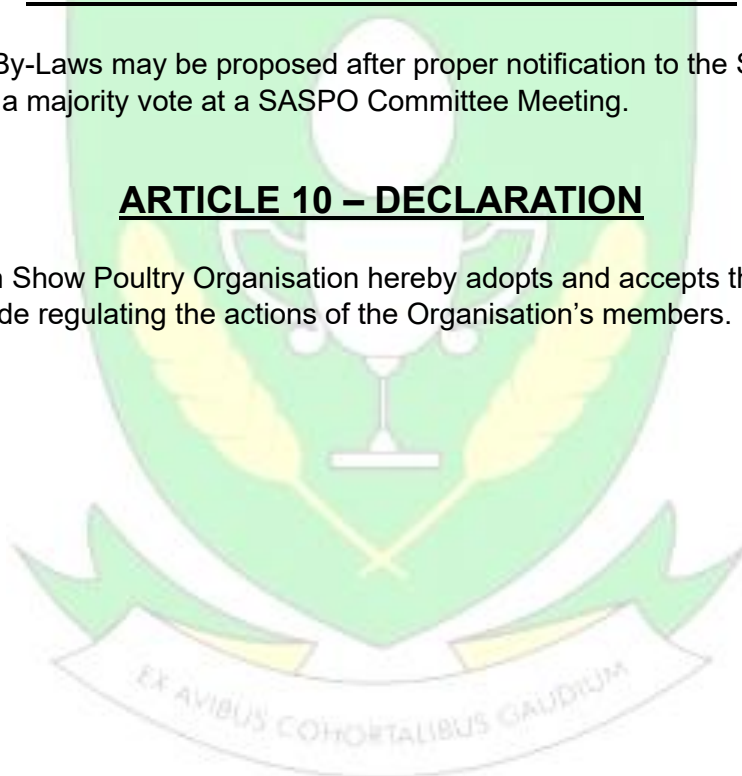 By-Laws may be proposed after proper notification to the S
a majority vote at a SASPO Committee Meeting.
ARTICLE 10 – DECLARATION
Show Poultry Organisation hereby adopts and accepts th
de regulating the actions of the Organisation's members.
EX AVIBUS COHORTALIBUS GAUDIUM